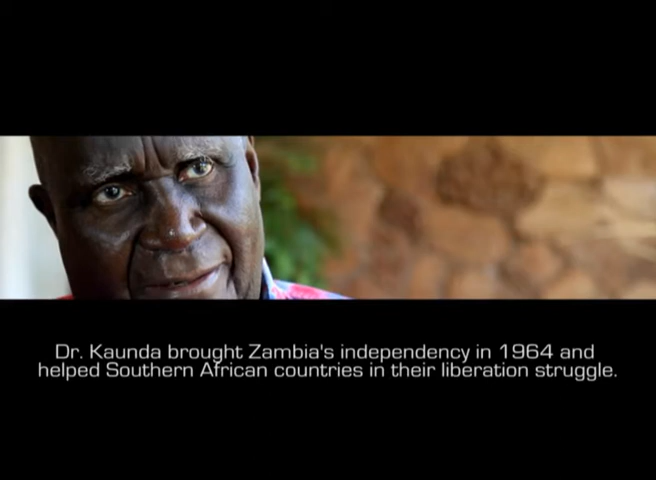 Dr. Kaunda brought Zambia's independency in 1964 and
helped Southern African countries in their liberation struggle.